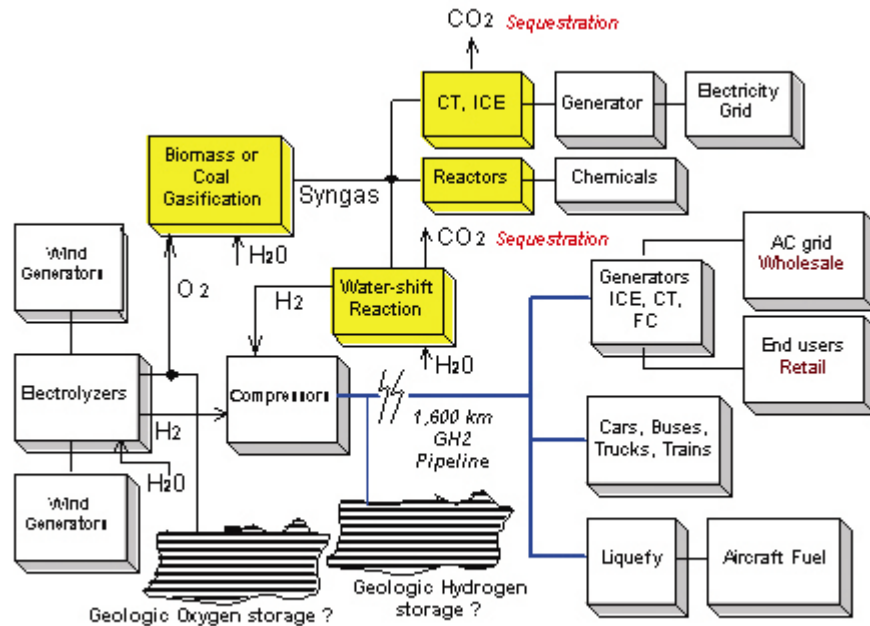 CO2 Sequestration
CT, ICE
Generator
Electricity
Grid
Biomass or
Coal
Gasification
Syngas
Reactors
Chemicals
CO2 Sequestration
H2O
O2
Wind
Generators
H2
Water-shift
Reaction
H2O
Generators
ICE, CT,
FC
AC grid
Wholesale
End users
Retail
Electrolyzers
H2
Compressors
1,600 km
GH2
Pipeline
Cars, Buses,
Trucks, Trains
H2O
Wind
Generators
Liquefy
Aircraft Fuel
Geologic Oxygen storage ?
Geologic Hydrogen
storage ?